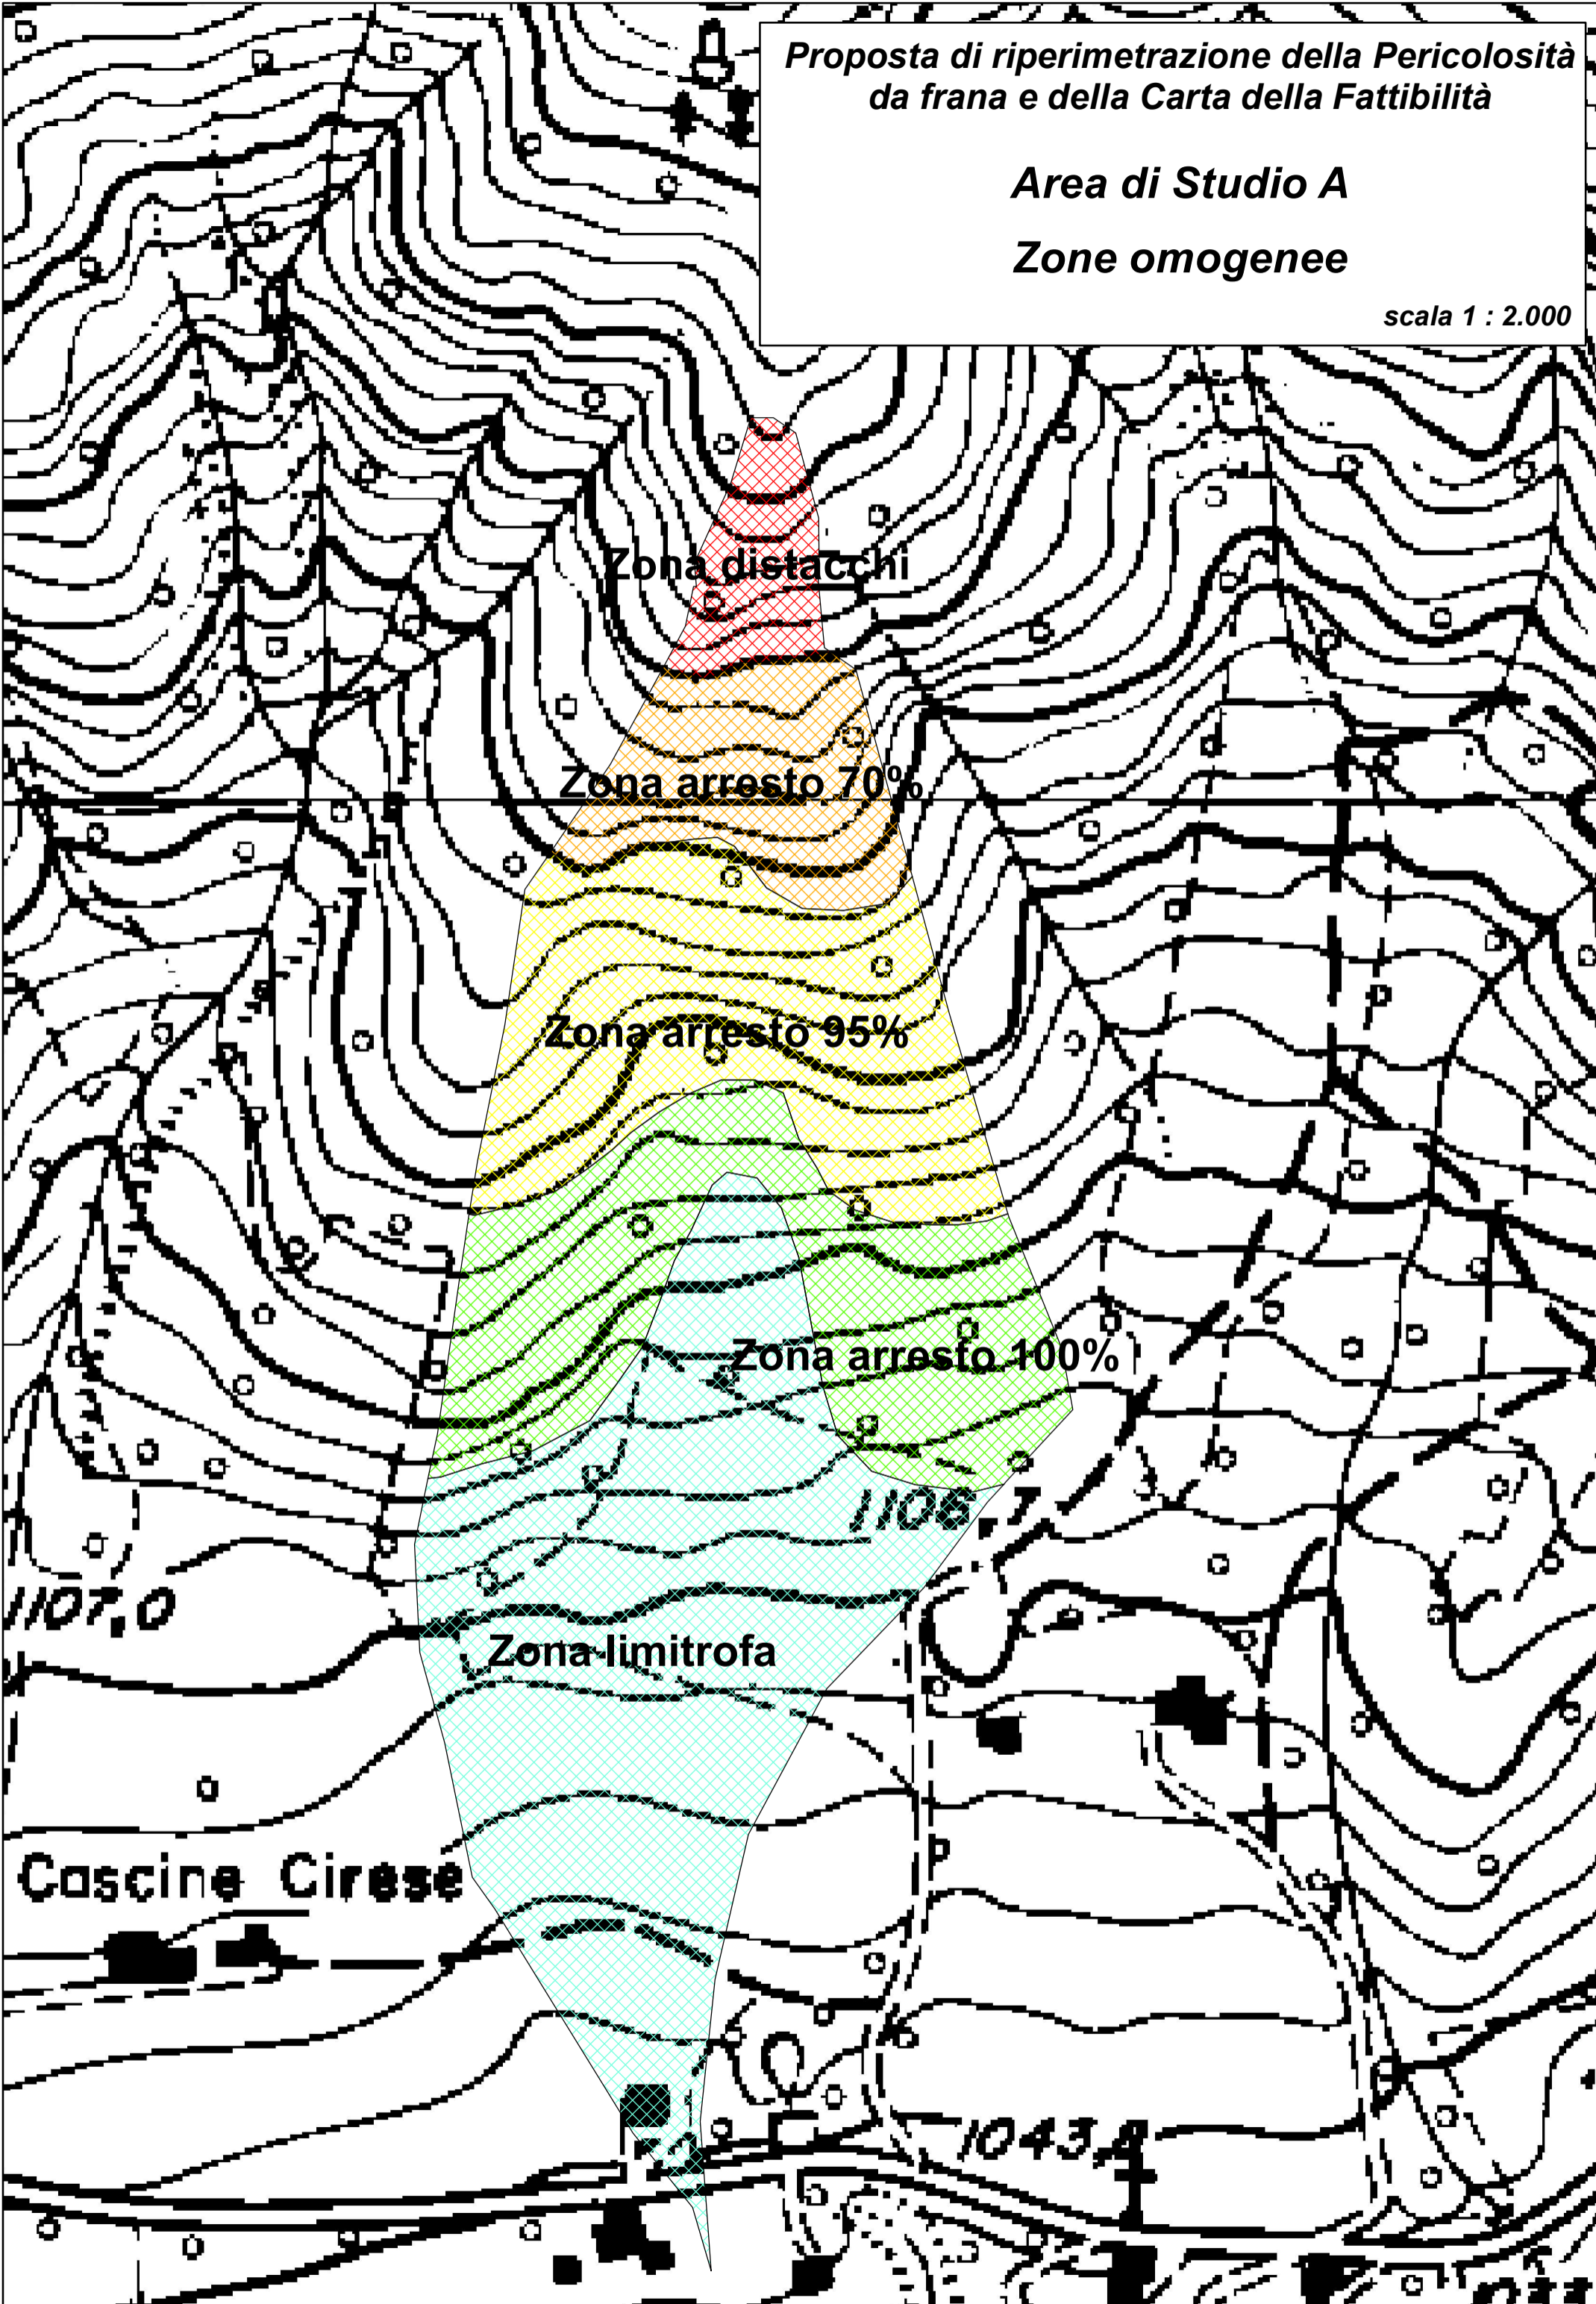 Proposta di riperimetrazione della Pericolosità
da frana e della Carta della Fattibilità
Area di Studio A
Zone omogenee
scala 1 : 2.000
Zona distacchi
Zona arresto 70%
Zona arresto 95%
Zona arresto 100%
1106,7
1107,0
Zona limitrofa
Cascine Cirese